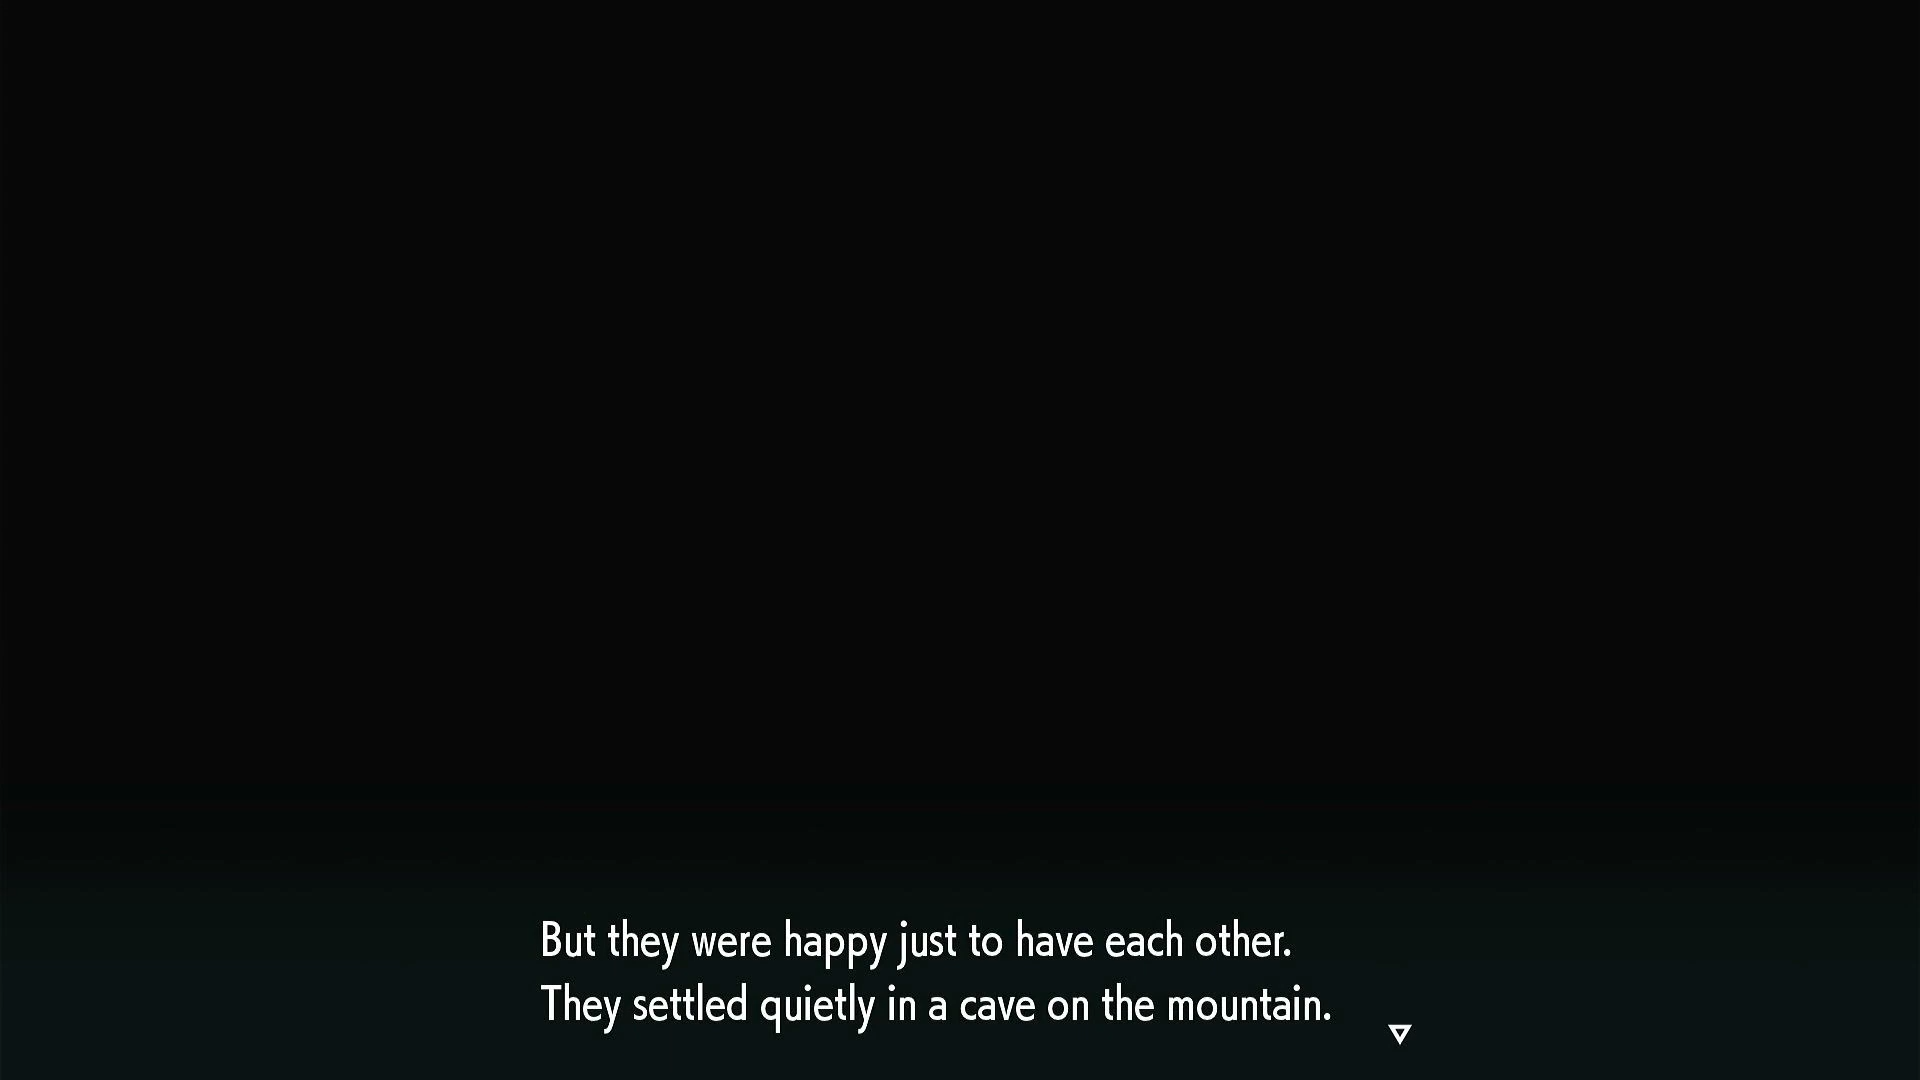 But they were happy just to have each other.
They settled quietly in a cave on the mountain.